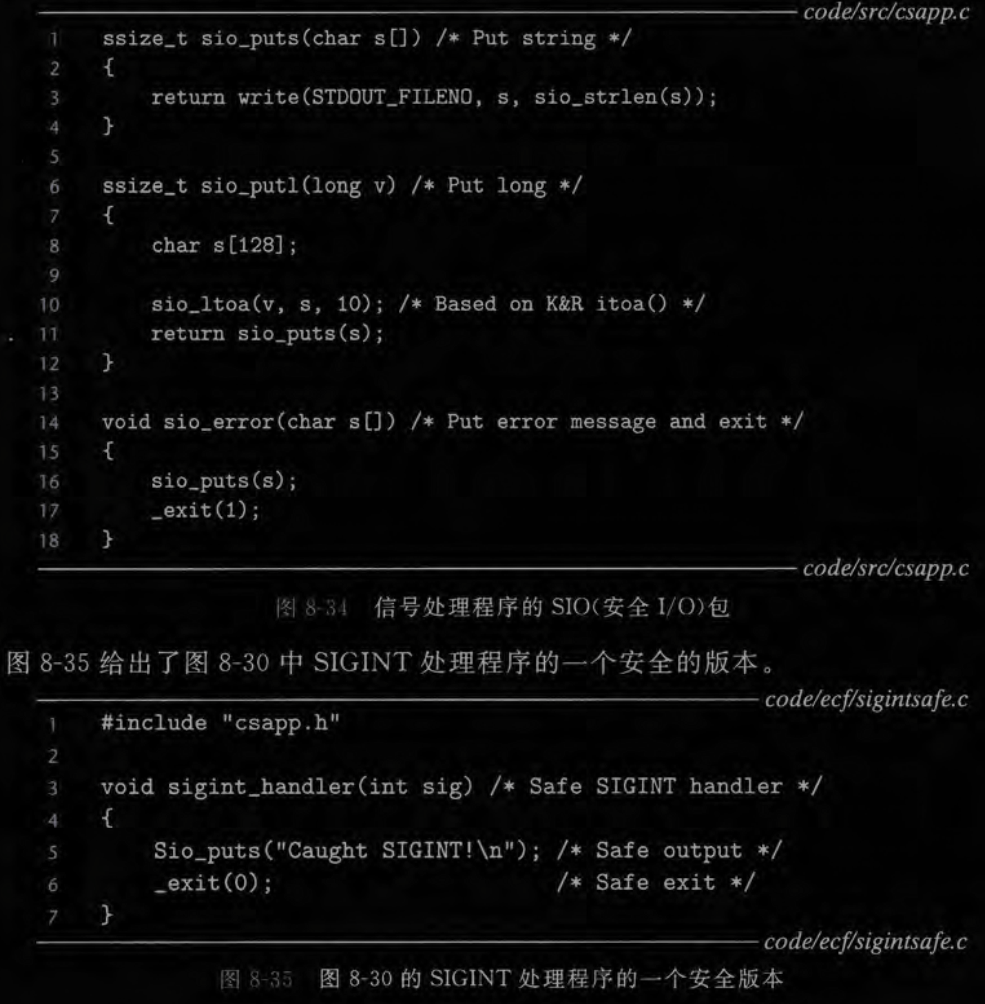 code/src/csapp.c
1 ssize_t sio_puts(char s[]) /* Put string */
2 {
3 return write(STDOUT_FILENO, s, sio_strlen(s));
4 }
5
6 ssize_t sio_putl(long v) /* Put long */
7 {
8 char s[128];
9
10 sio_ltoa(v, s, 10); /* Based on K&R itoa() */
11 return sio_puts(s);
12 }
13
14 void sio_error(char s[]) /* Put error message and exit */
15 {
16 sio_puts(s);
17 _exit(1);
18 }
code/src/csapp.c
图 8-34 信号处理程序的 SIO(安全 I/O)包
图 8-35 给出了图 8-30 中 SIGINT 处理程序的一个安全的版本。
code/ecf/sigintsafe.c
1 #include "csapp.h"
2
3 void sigint_handler(int sig) /* Safe SIGINT handler */
4 {
5 Sio_puts("Caught SIGINT!\n"); /* Safe output */
6 _exit(0); /* Safe exit */
7 }
code/ecf/sigintsafe.c
图 8-35 图 8-30 的 SIGINT 处理程序的一个安全版本